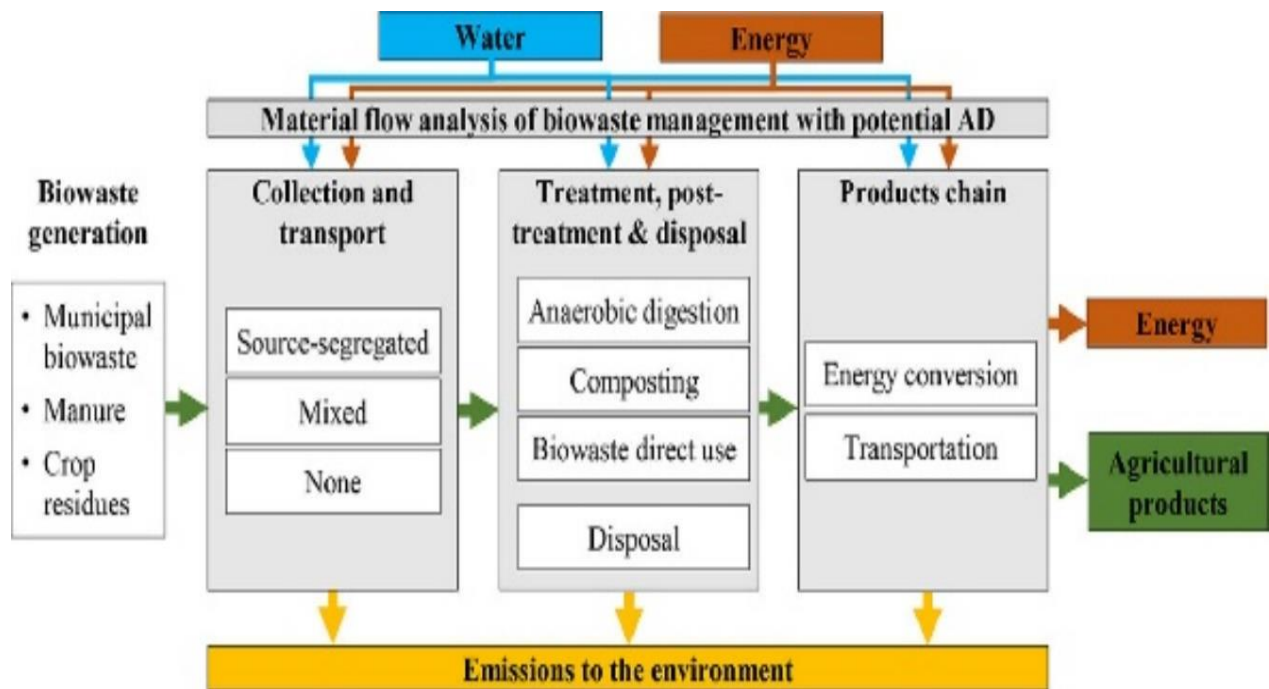 Water
Energy
Material flow analysis of biowaste management with potential AD
Biowaste
generation
• Municipal
biowaste
• Manure
• Crop
residues
Collection and
transport
Source-segregated
Mixed
None
Treatment, post-
treatment & disposal
Anaerobic digestion
Composting
Biowaste direct use
Disposal
Products chain
Energy conversion
Transportation
Energy
Agricultural
products
Emissions to the environment